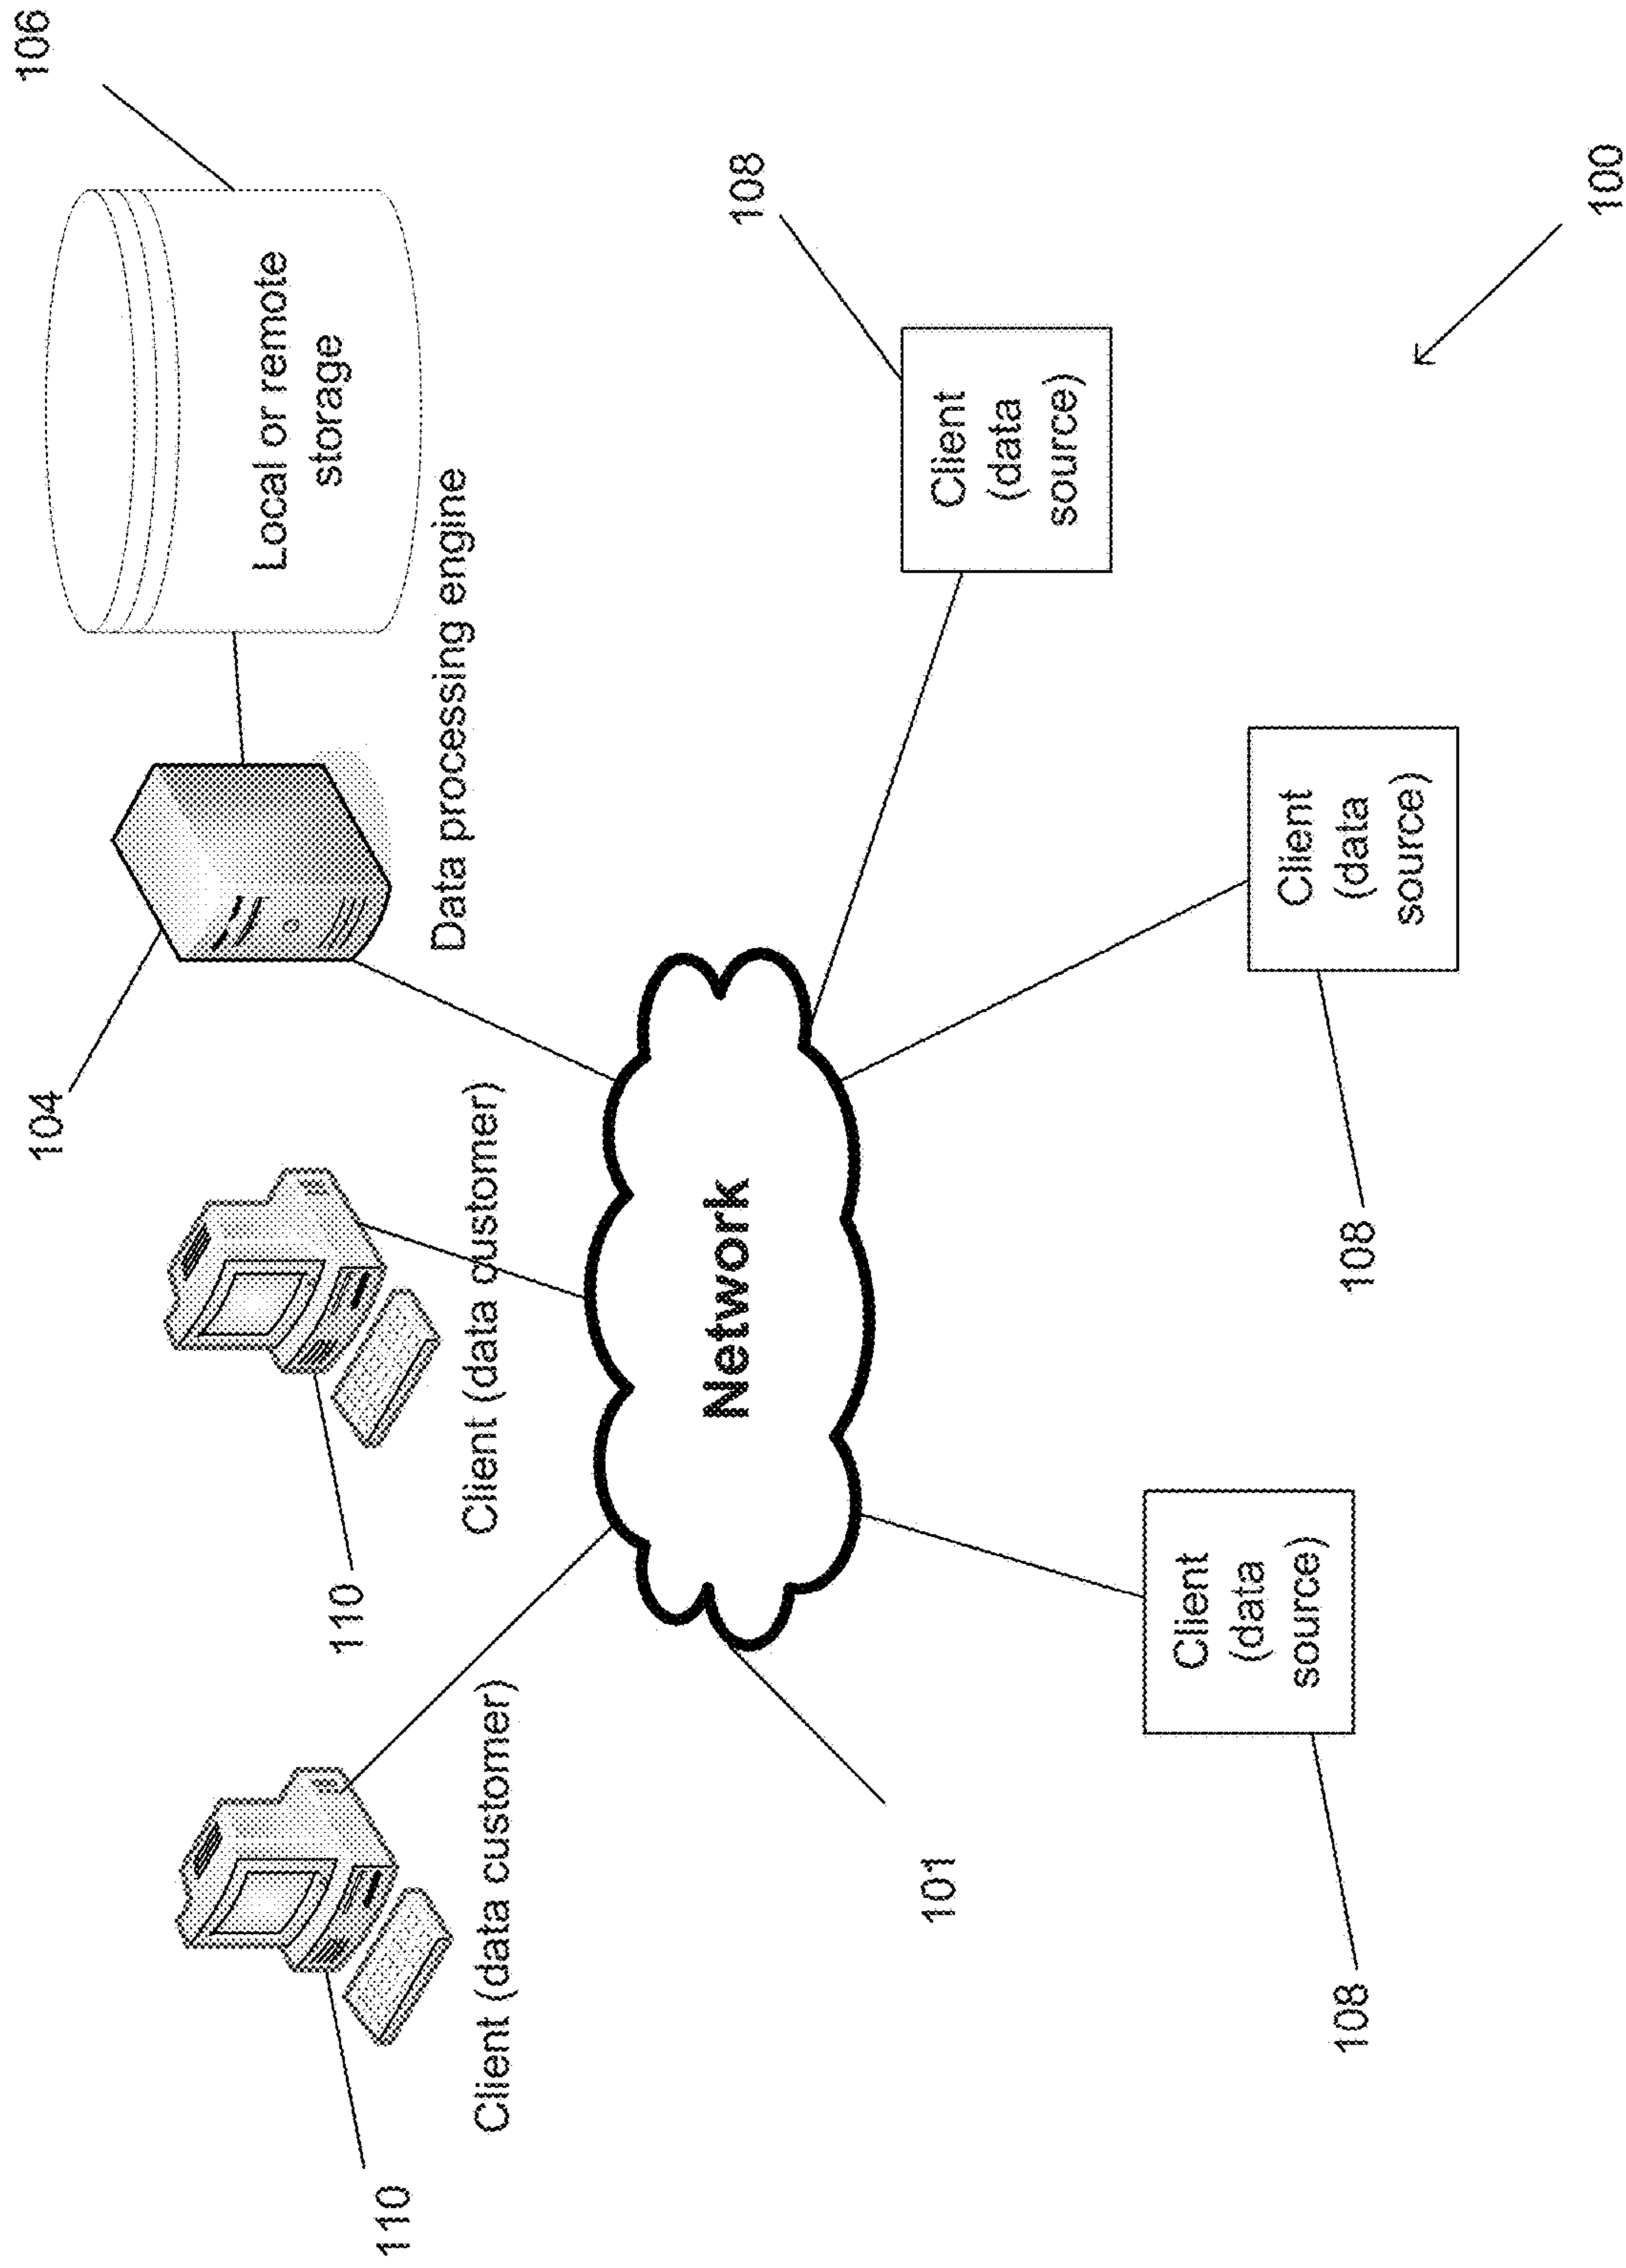 106
Local or remote
storage
104
Data processing engine
110
Client (data customer)
110
Client (data customer)
Network
101
108
Client
(data
source)
108
Client
(data
source)
108
Client
(data
source)
100